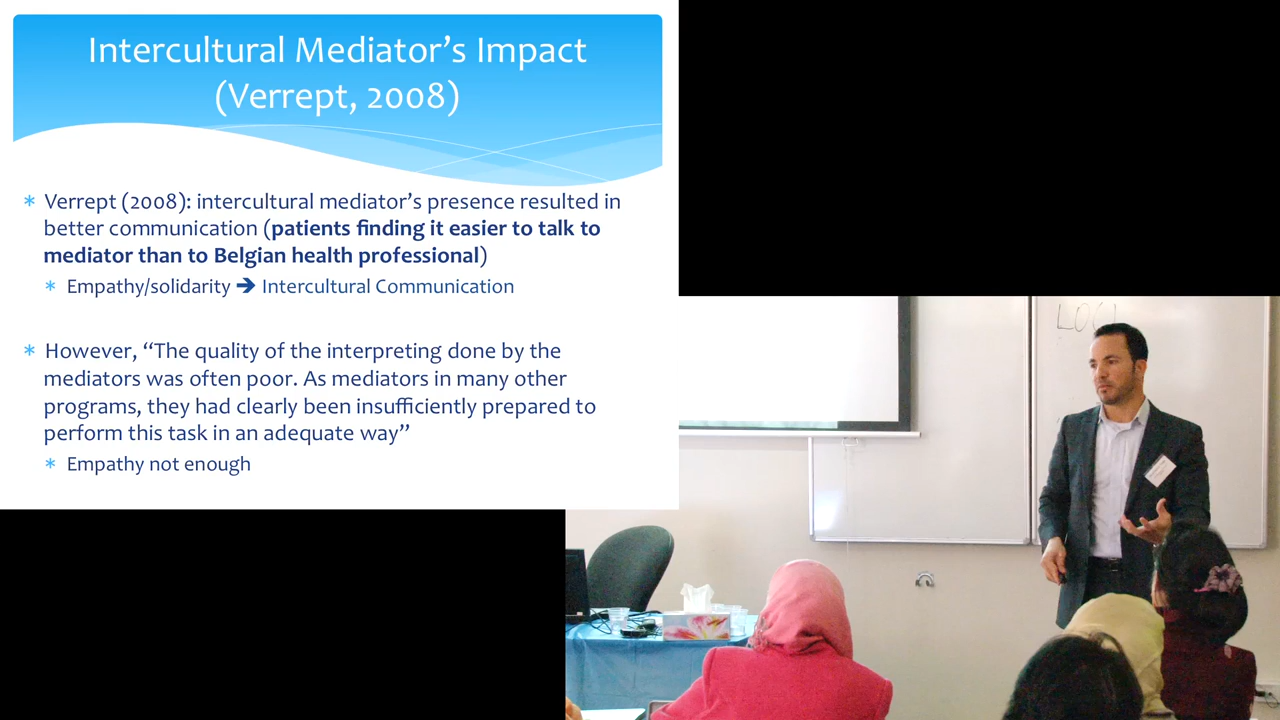 Intercultural Mediator’s Impact
(Verrept, 2008)
* Verrept (2008): intercultural mediator’s presence resulted in
better communication (patients finding it easier to talk to
mediator than to Belgian health professional)
* Empathy/solidarity ➔ Intercultural Communication
* However, “The quality of the interpreting done by the
mediators was often poor. As mediators in many other
programs, they had clearly been insufficiently prepared to
perform this task in an adequate way”
* Empathy not enough